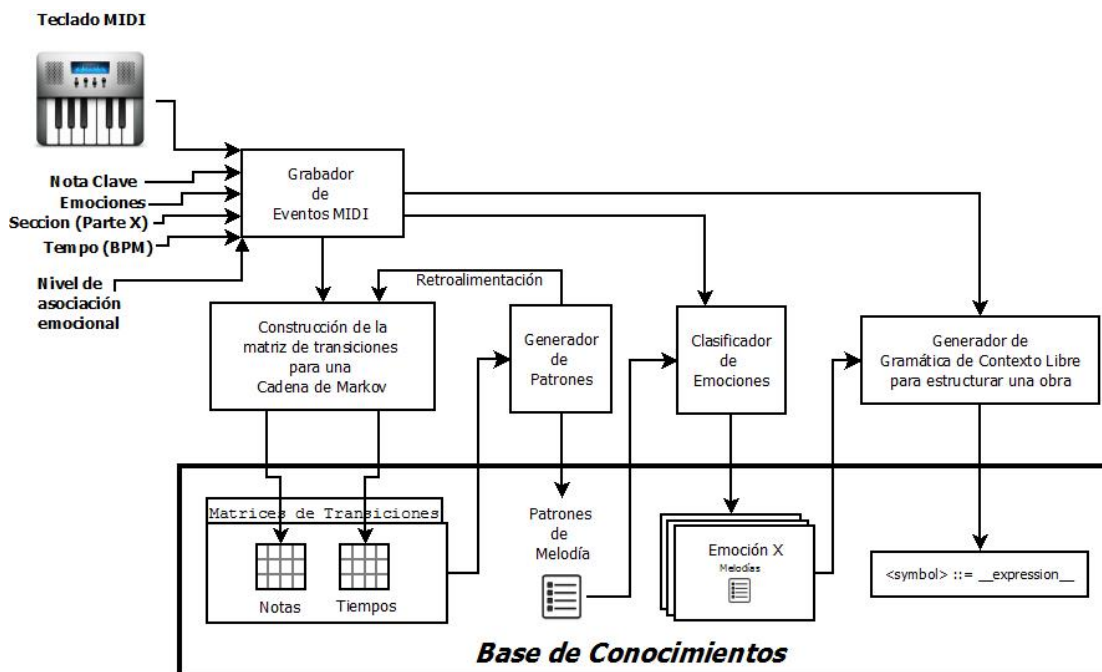 Teclado MIDI
Nota Clave
Emociones
Seccion (Parte X)
Tempo (BPM)
Nivel de
asociación
emocional
Grabador
de
Eventos MIDI
Retroalimentación
Construcción de la
matriz de transiciones
para una
Cadena de Markov
Generador
de
Patrones
Clasificador
de
Emociones
Generador de
Gramática de Contexto Libre
para estructurar una obra
Matrices de Transiciones
Notas
Tiempos
Patrones
de
Melodía
Emoción X
Melodías
<symbol> ::= __expression__
Base de Conocimientos